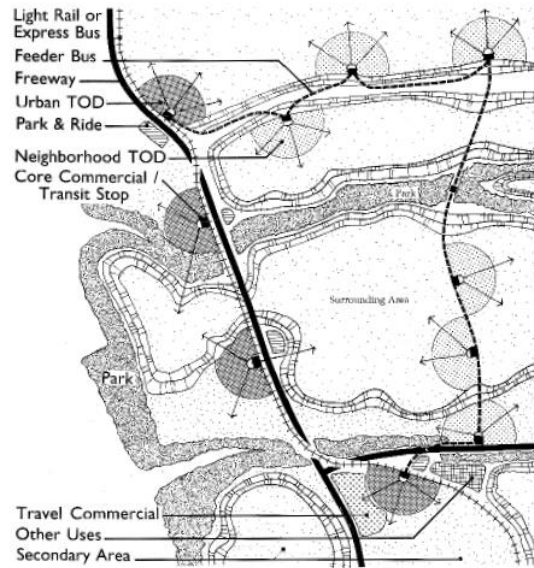 Light Rail or
Express Bus
Feeder Bus
Freeway
Urban TOD
Park & Ride
Neighborhood TOD
Core Commercial /
Transit Stop
Park
Surrounding Area
Park
Travel Commercial
Other Uses
Secondary Area